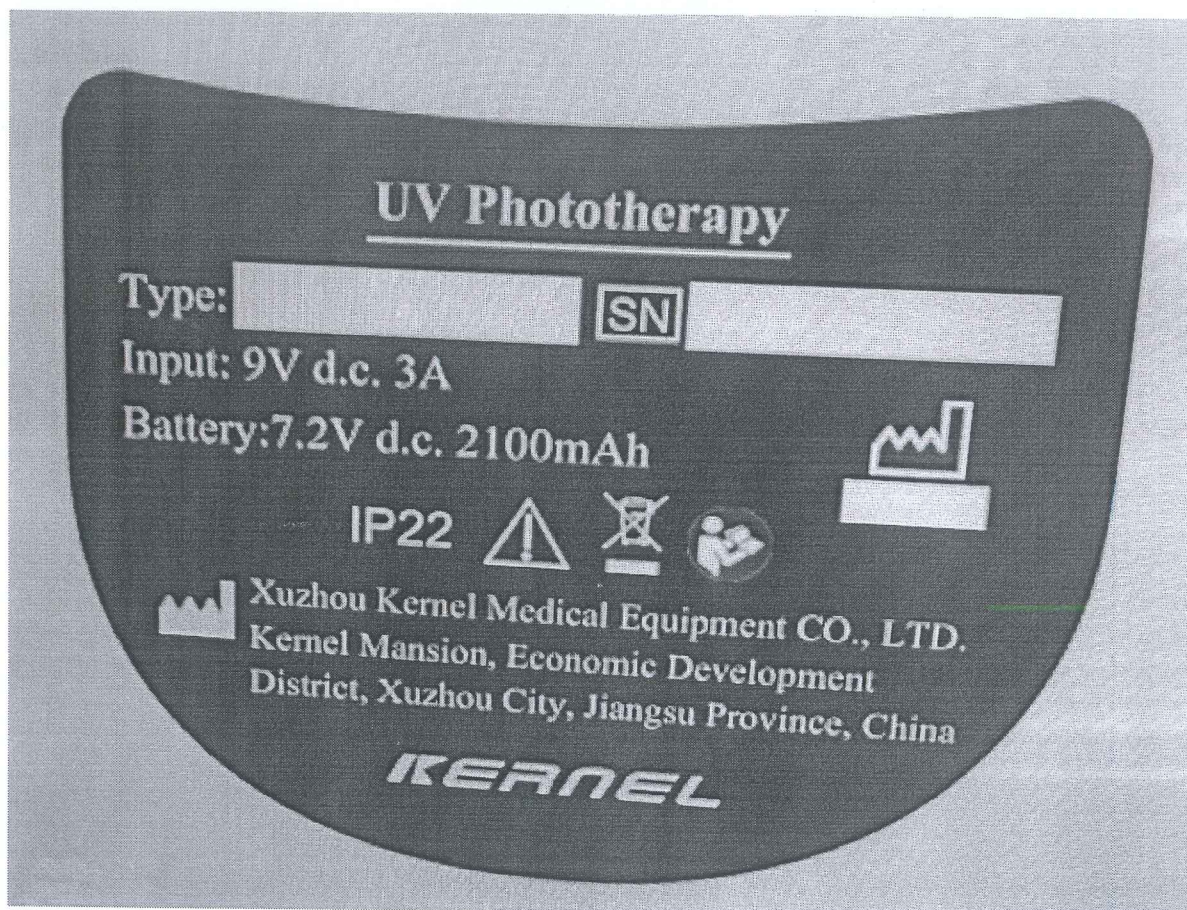 UV Phototherapy
Type: SN
Input: 9V d.c. 3A
Battery:7.2V d.c. 2100mAh
IP22
Xuzhou Kernel Medical Equipment CO., LTD.
Kernel Mansion, Economic Development
District, Xuzhou City, Jiangsu Province, China
KERNEL